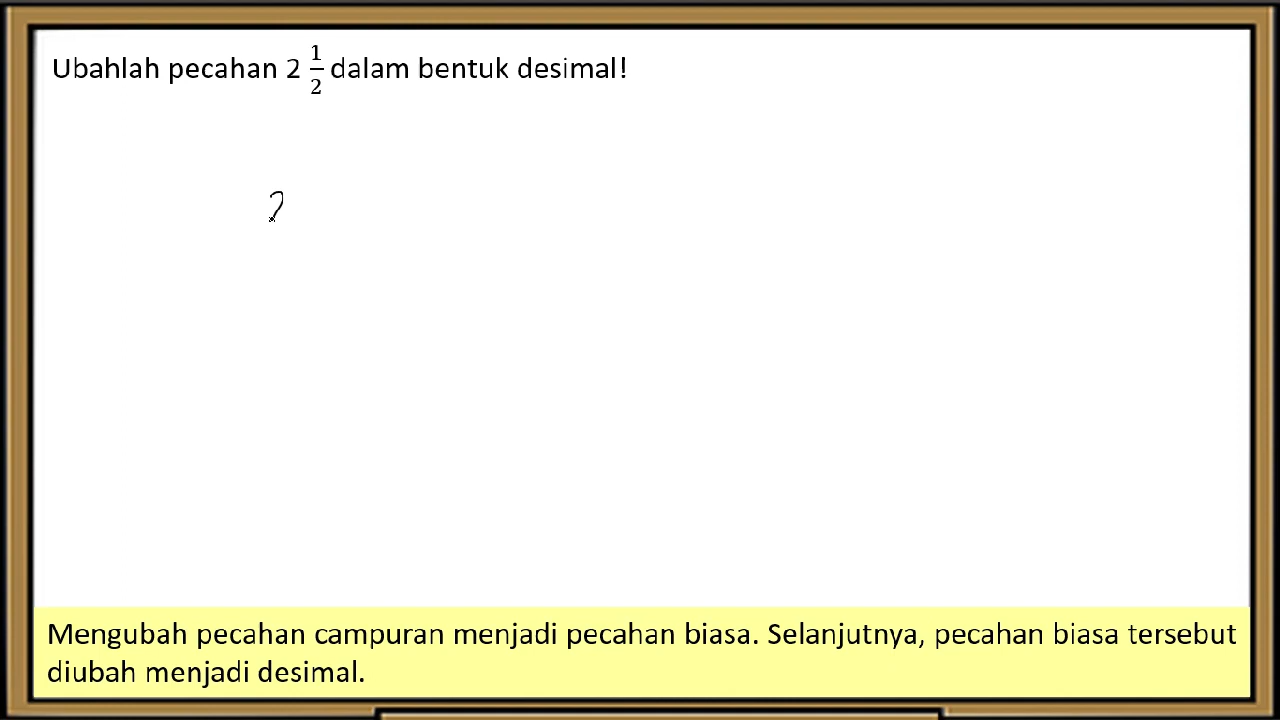 Ubahlah pecahan 2 1/2 dalam bentuk desimal!
2
Mengubah pecahan campuran menjadi pecahan biasa. Selanjutnya, pecahan biasa tersebut
diubah menjadi desimal.